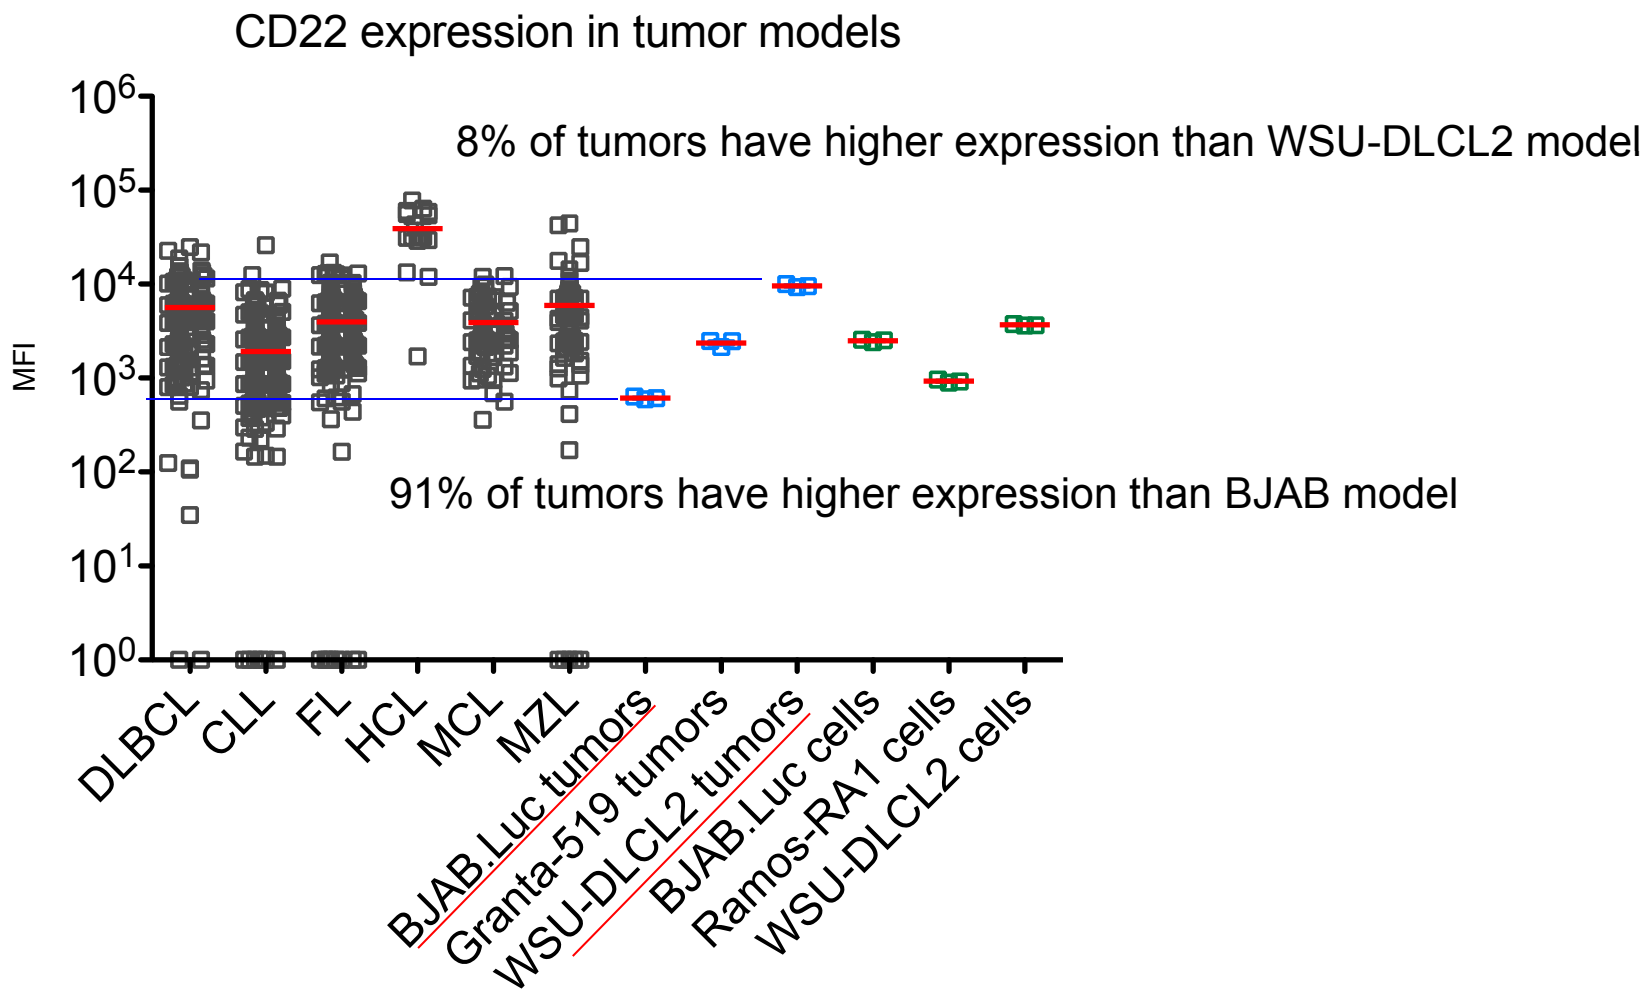 CD22 expression in tumor models
10⁶
8% of tumors have higher expression than WSU-DLCL2 model
10⁵
10⁴
10³
MFI
10²
91% of tumors have higher expression than BJAB model
10¹
10⁰
DLBCL
CLL
FL
HCL
MCL
MZL
BJAB.Luc tumors
Granta-519 tumors
WSU-DLCL2 tumors
BJAB.Luc cells
Ramos-RA1 cells
WSU-DLCL2 cells